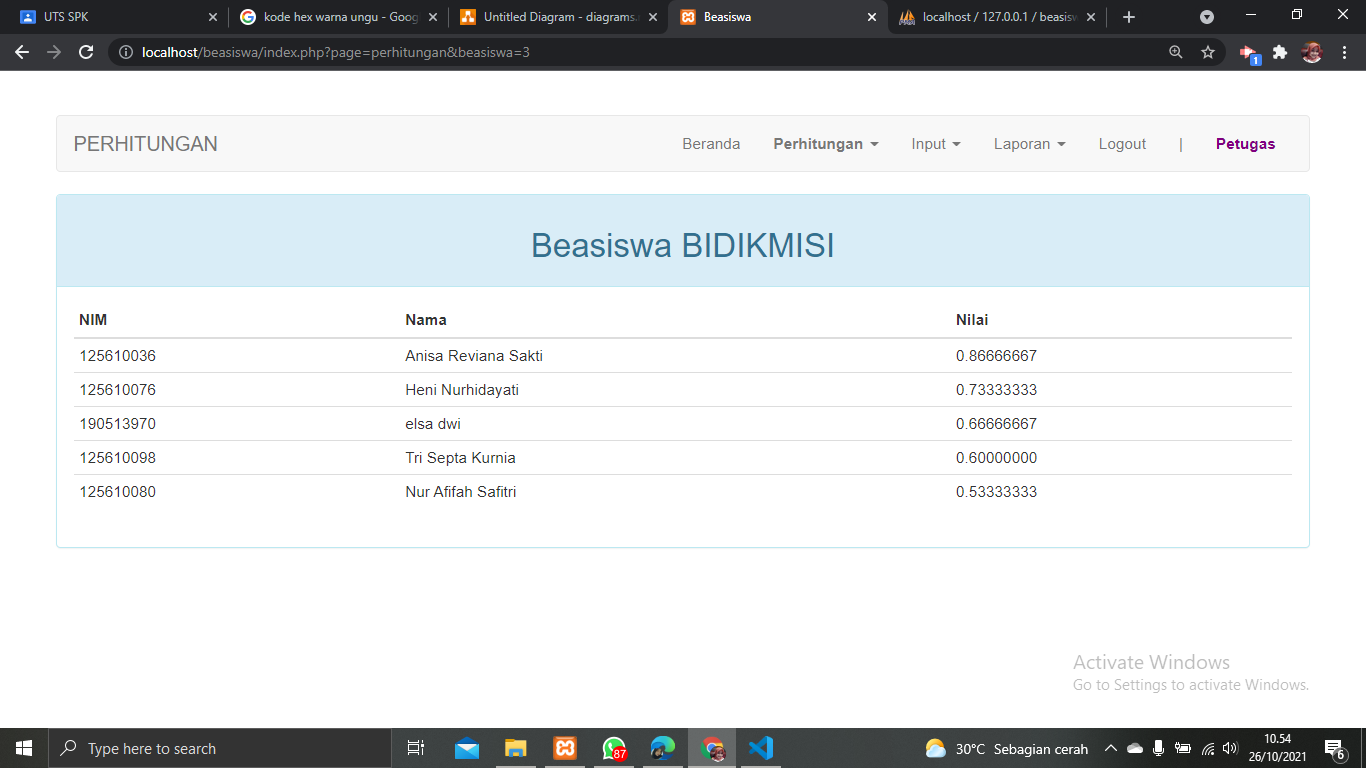 UTS SPK
kode hex warna ungu - Goog
Untitled Diagram - diagrams.
Beasiswa
localhost / 127.0.0.1 / beasisw
localhost/beasiswa/index.php?page=perhitungan&beasiswa=3
1
PERHITUNGAN
Beranda
Perhitungan
Input
Laporan
Logout
|
Petugas
Beasiswa BIDIKMISI
NIM Nama Nilai
125610036 Anisa Reviana Sakti 0.86666667
125610076 Heni Nurhidayati 0.73333333
190513970 elsa dwi 0.66666667
125610098 Tri Septa Kurnia 0.60000000
125610080 Nur Afifah Safitri 0.53333333
Activate Windows
Go to Settings to activate Windows.
Type here to search
87
30°C Sebagian cerah
10.54
26/10/2021
6